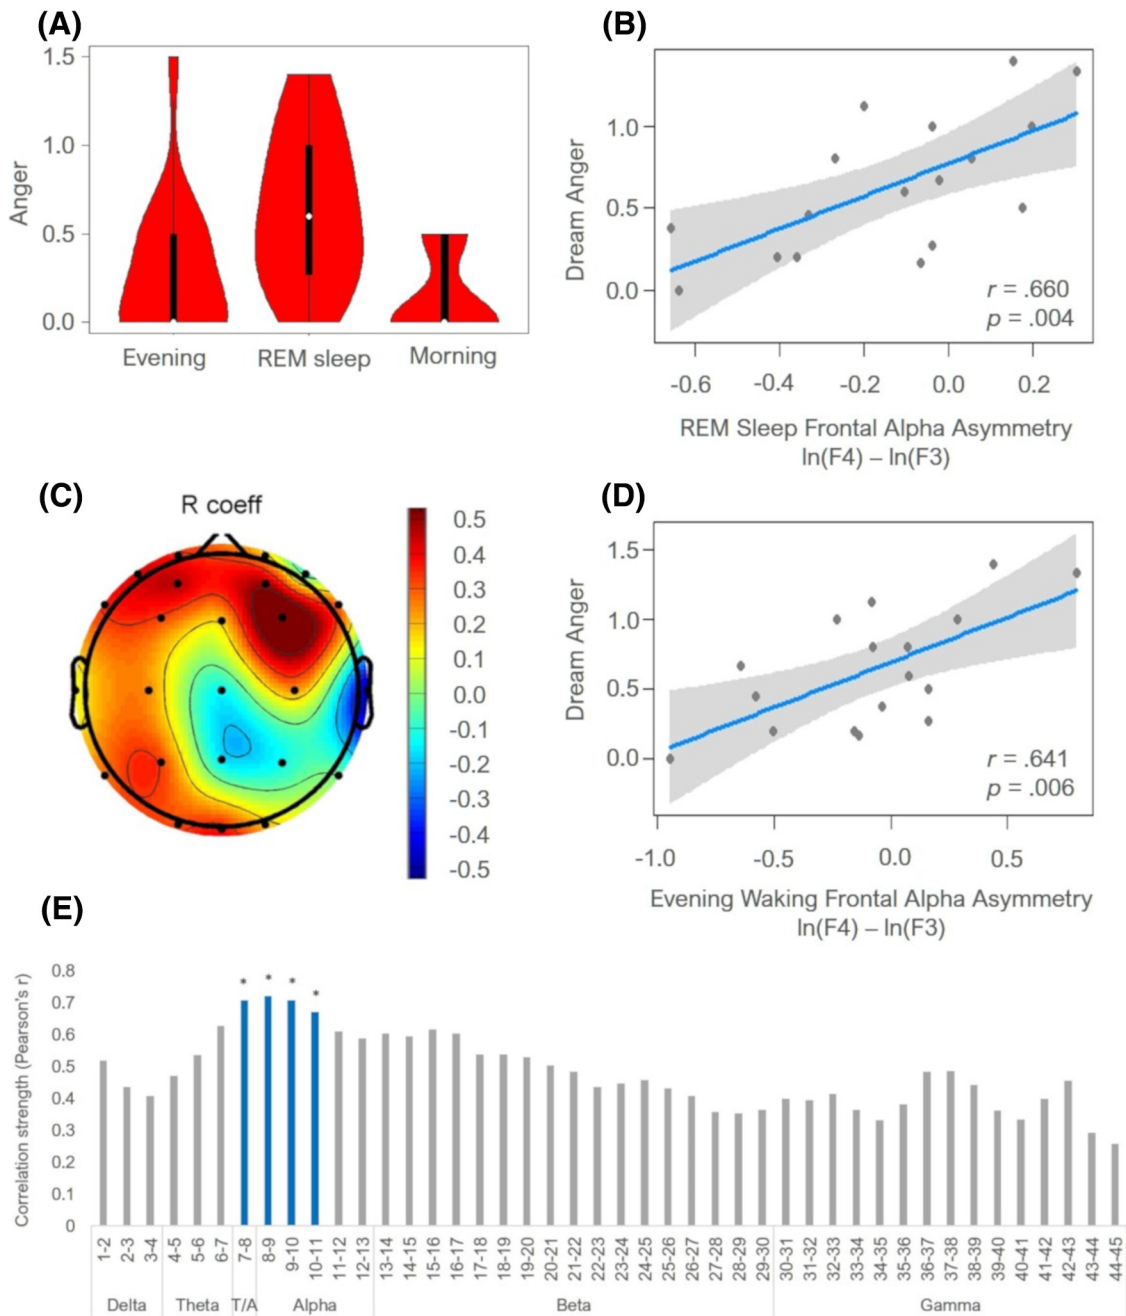 (A)
1.5
1.0
0.5
0.0
Anger
Evening REM sleep Morning
(B)
1.0
0.5
0.0
Dream Anger
r = .660
p = .004
-0.6 -0.4 -0.2 0.0 0.2
REM Sleep Frontal Alpha Asymmetry
ln(F4) – ln(F3)
(C)
R coeff
0.5
0.4
0.3
0.2
0.1
0.0
-0.1
-0.2
-0.3
-0.4
-0.5
(D)
1.5
1.0
0.5
0.0
Dream Anger
r = .641
p = .006
-1.0 -0.5 0.0 0.5
Evening Waking Frontal Alpha Asymmetry
ln(F4) – ln(F3)
(E)
Correlation strength (Pearson's r)
0.8
0.7
0.6
0.5
0.4
0.3
0.2
0.1
0
* * * *
1-2 2-3 3-4 4-5 5-6 6-7 7-8 8-9 9-10 10-11 11-12 12-13 13-14 14-15 15-16 16-17 17-18 18-19 19-20 20-21 21-22 22-23 23-24 24-25 25-26 26-27 27-28 28-29 29-30 30-31 31-32 32-33 33-34 34-35 35-36 36-37 37-38 38-39 39-40 40-41 41-42 42-43 43-44 44-45
Delta Theta T/A Alpha Beta Gamma